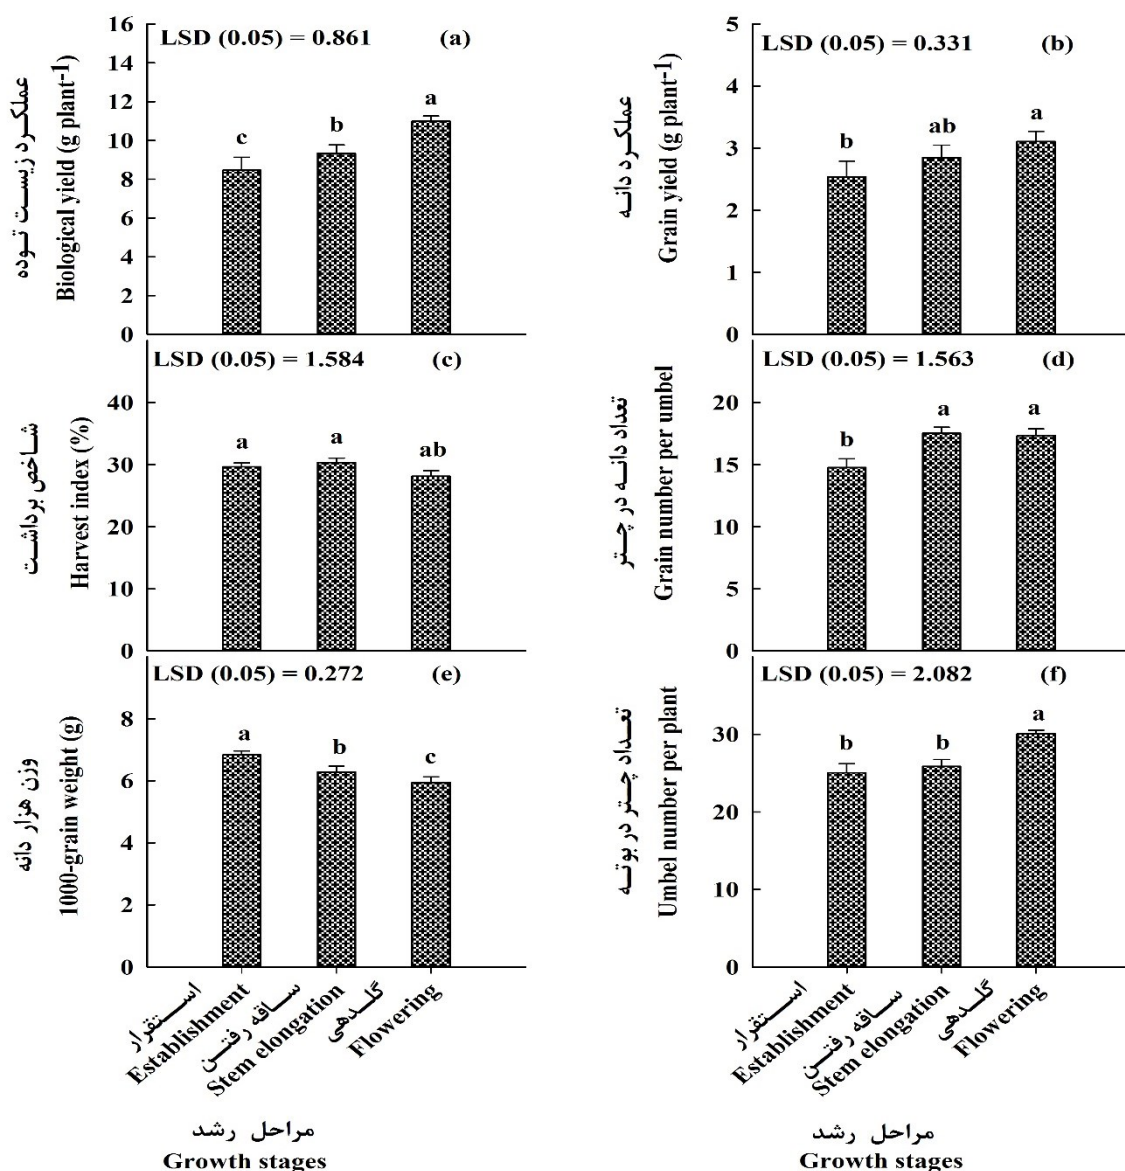 LSD (0.05) = 0.861 (a)
16
14
12
10
8
6
4
2
0
عملکرد زیست توده
Biological yield (g plant-1)
c
b
a
LSD (0.05) = 0.331 (b)
5
4
3
2
1
0
عملکرد دانه
Grain yield (g plant-1)
b
ab
a
LSD (0.05) = 1.584 (c)
40
30
20
10
0
شاخص برداشت
Harvest index (%)
a
a
ab
LSD (0.05) = 1.563 (d)
20
15
10
5
0
تعداد دانه در چتر
Grain number per umbel
b
a
a
LSD (0.05) = 0.272 (e)
8
6
4
2
0
وزن هزار دانه
1000-grain weight (g)
a
b
c
استقرار
Establishment
ساقه رفتن
Stem elongation
گلدهی
Flowering
مراحل رشد
Growth stages
LSD (0.05) = 2.082 (f)
30
20
10
0
تعداد چتر در بوته
Umbel number per plant
b
b
a
استقرار
Establishment
ساقه رفتن
Stem elongation
گلدهی
Flowering
مراحل رشد
Growth stages